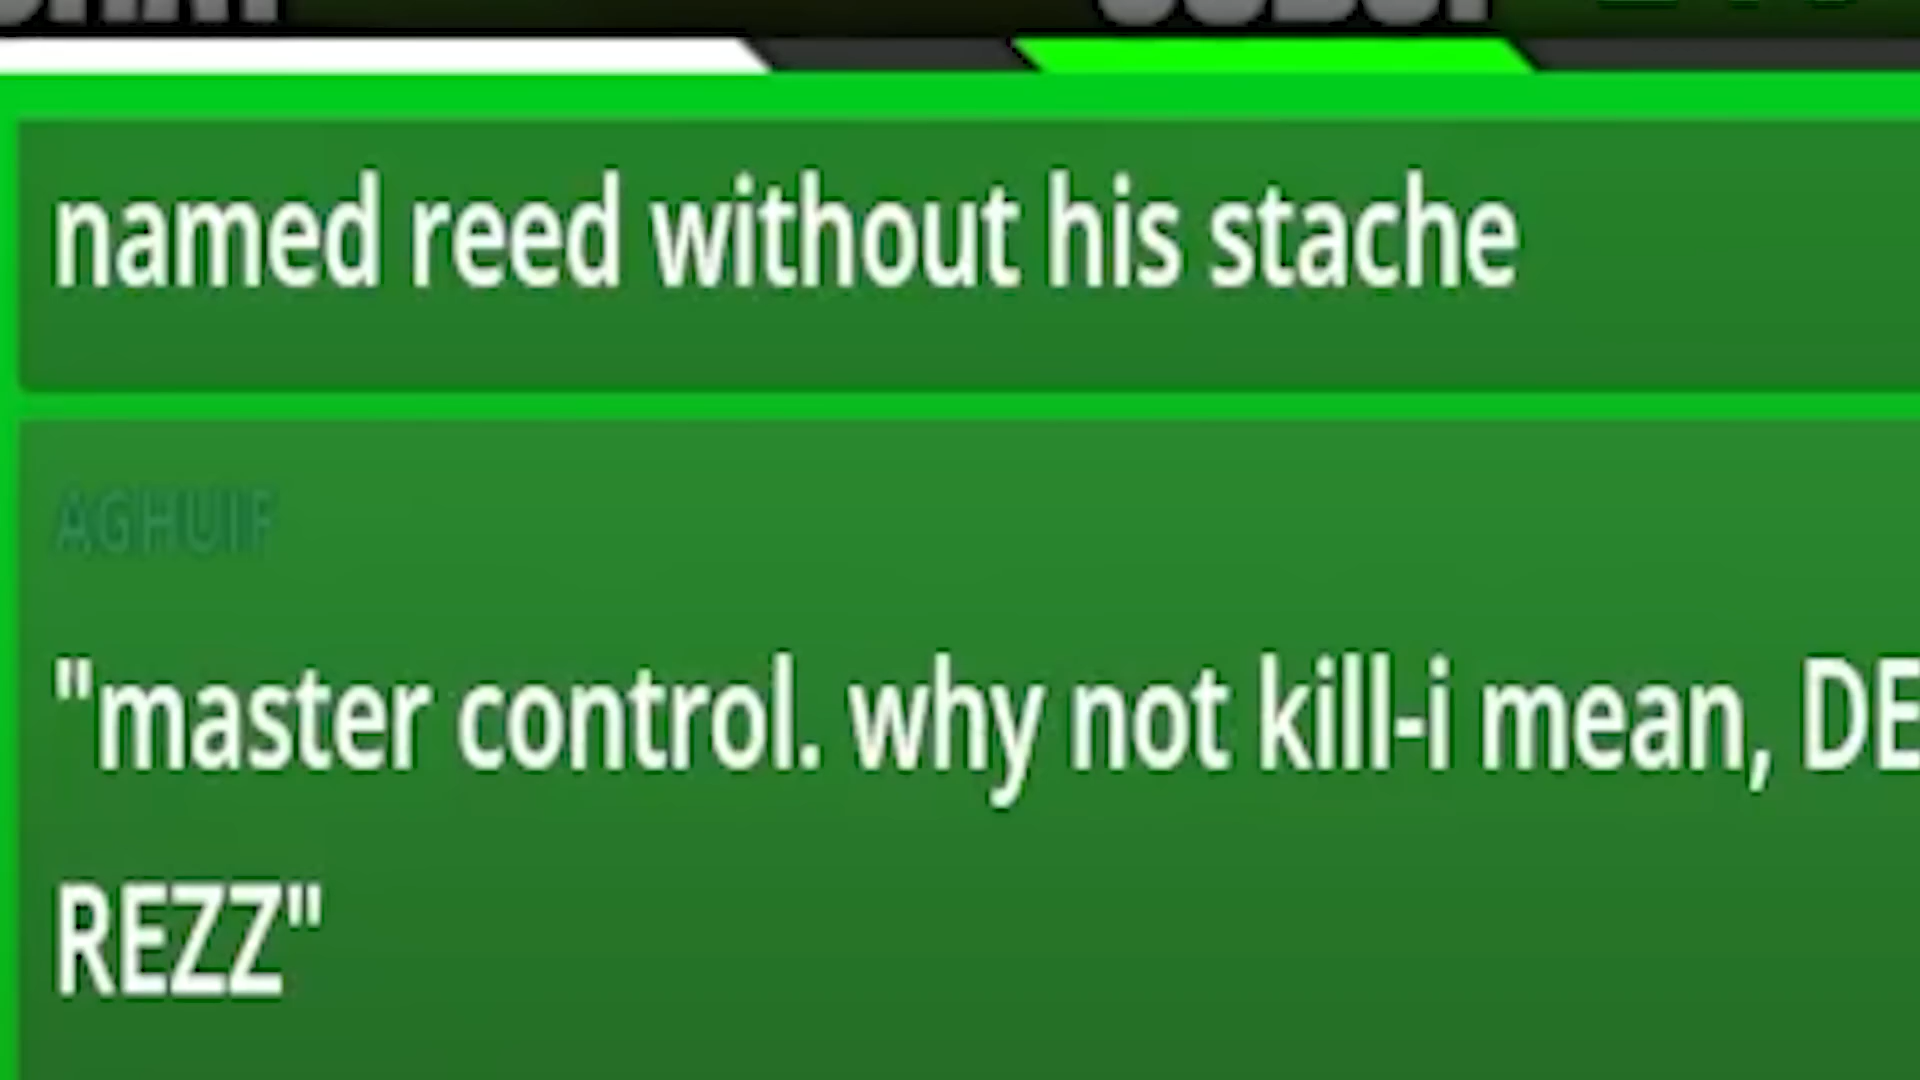 named reed without his stache
AGHUIF
"master control. why not kill-i mean, DE
REZZ"